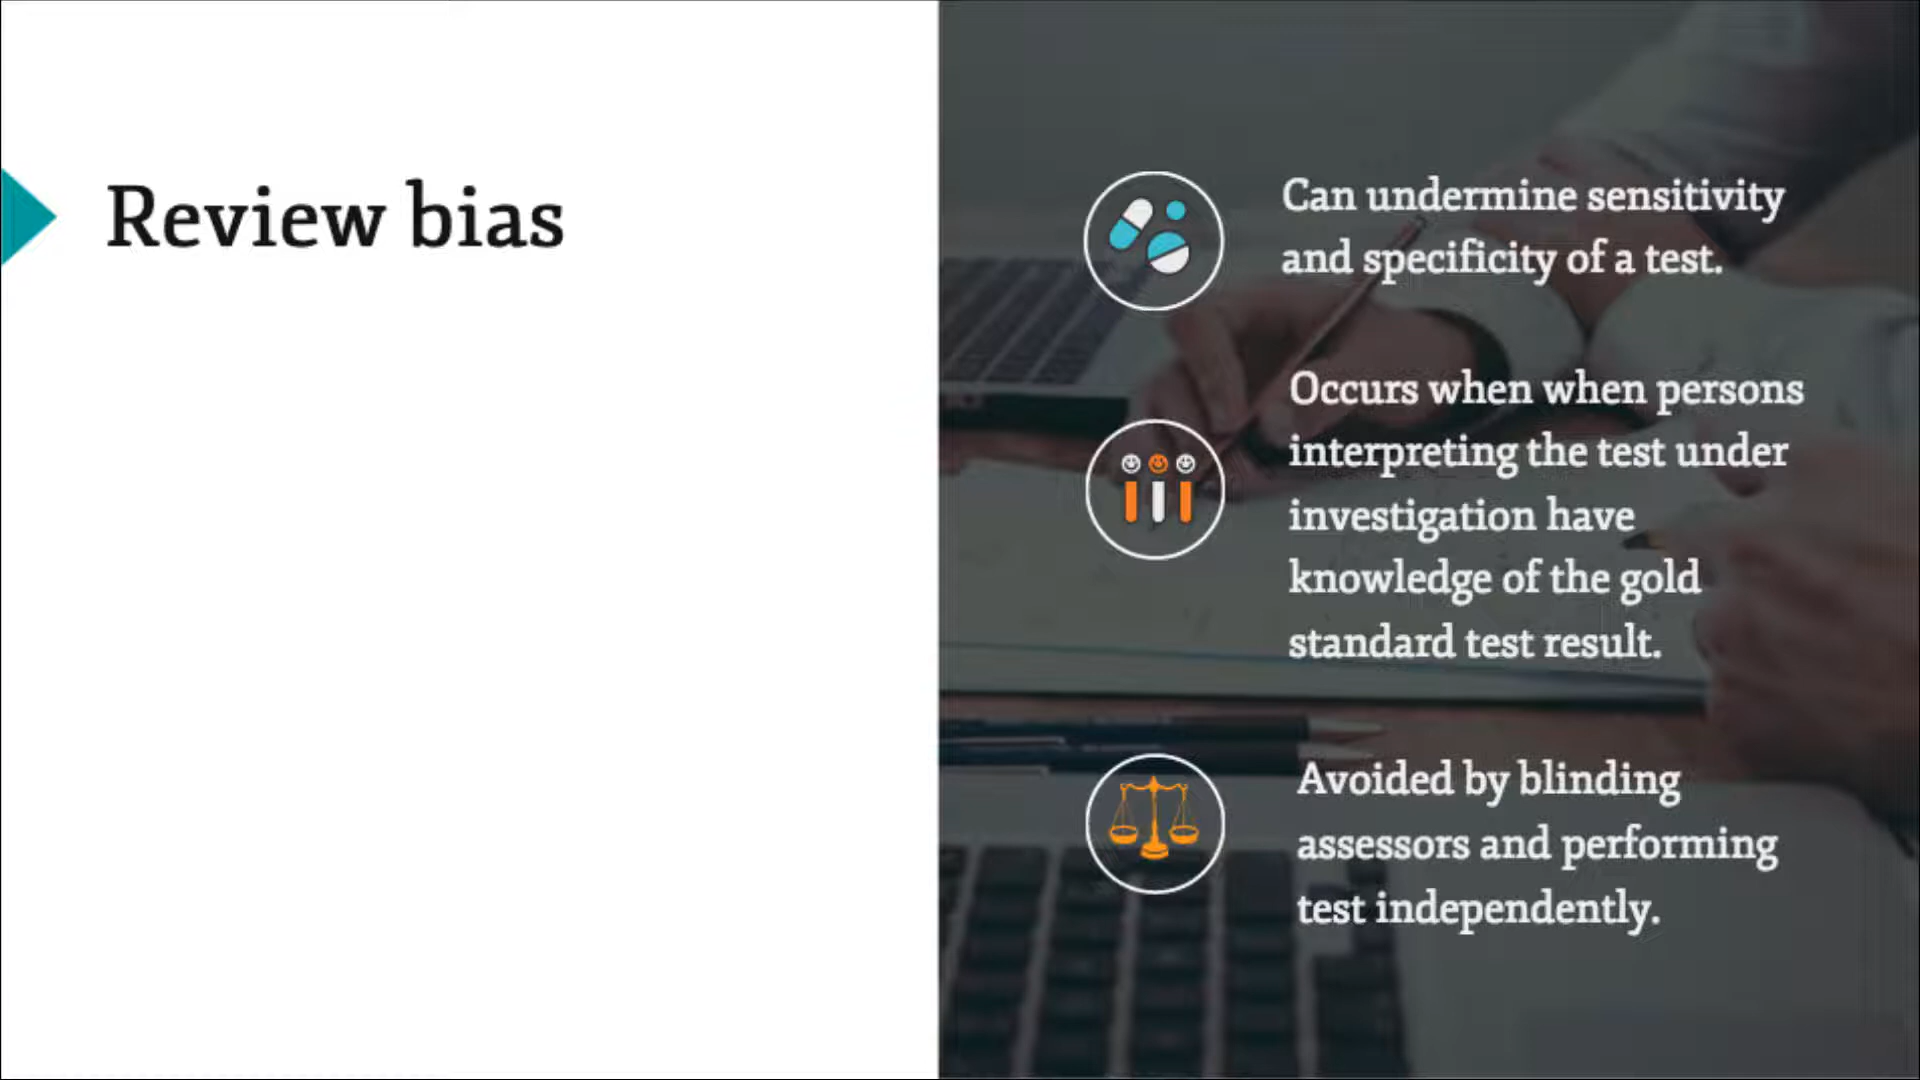 Review bias
Can undermine sensitivity
and specificity of a test.
Occurs when when persons
interpreting the test under
investigation have
knowledge of the gold
standard test result.
Avoided by blinding
assessors and performing
test independently.